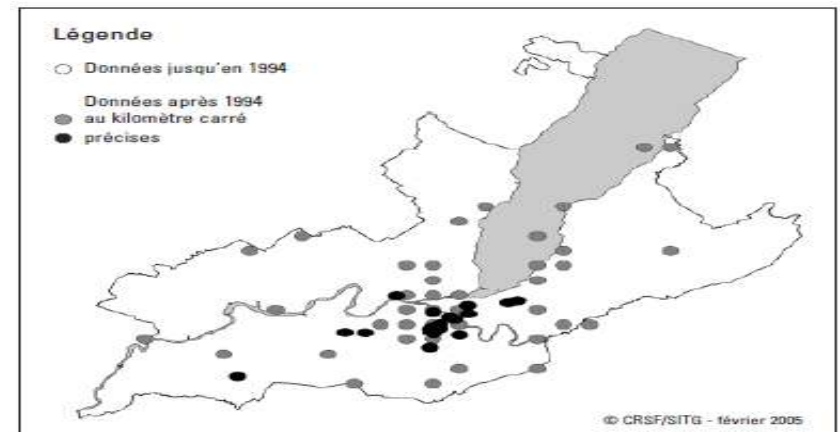 Légende
Données jusqu'en 1994
Données après 1994
au kilomètre carré
précises
© CRSF/SITG - février 2005